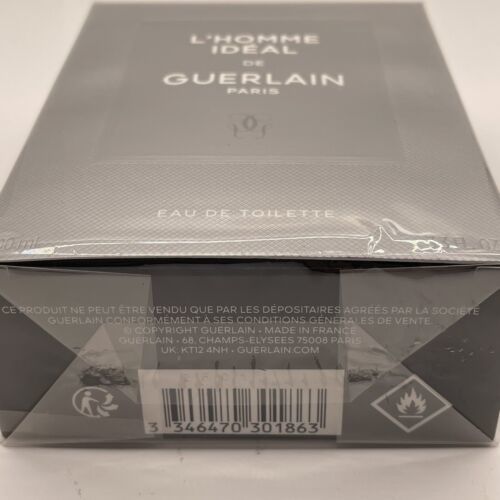 L'HOMME
IDÉAL
DE
GUERLAIN
PARIS
EAU DE TOILETTE
CE PRODUIT NE PEUT ÊTRE VENDU QUE PAR LES DÉPOSITAIRES AGRÉÉS PAR LA SOCIÉTÉ
GUERLAIN CONFORMÉMENT À SES CONDITIONS GÉNÉRALES DE VENTE.
© COPYRIGHT GUERLAIN • MADE IN FRANCE
GUERLAIN • 68, CHAMPS-ELYSEES 75008 PARIS
UK: KT12 4NH • GUERLAIN.COM
3 346470 301863